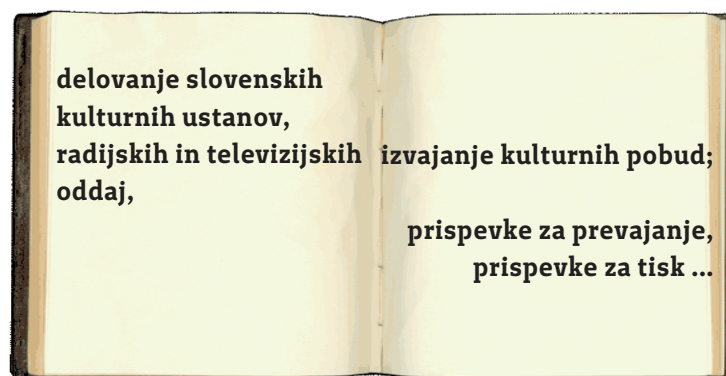 delovanje slovenskih
kulturnih ustanov,
radijskih in televizijskih
oddaj,
izvajanje kulturnih pobud;
prispevke za prevajanje,
prispevke za tisk ...